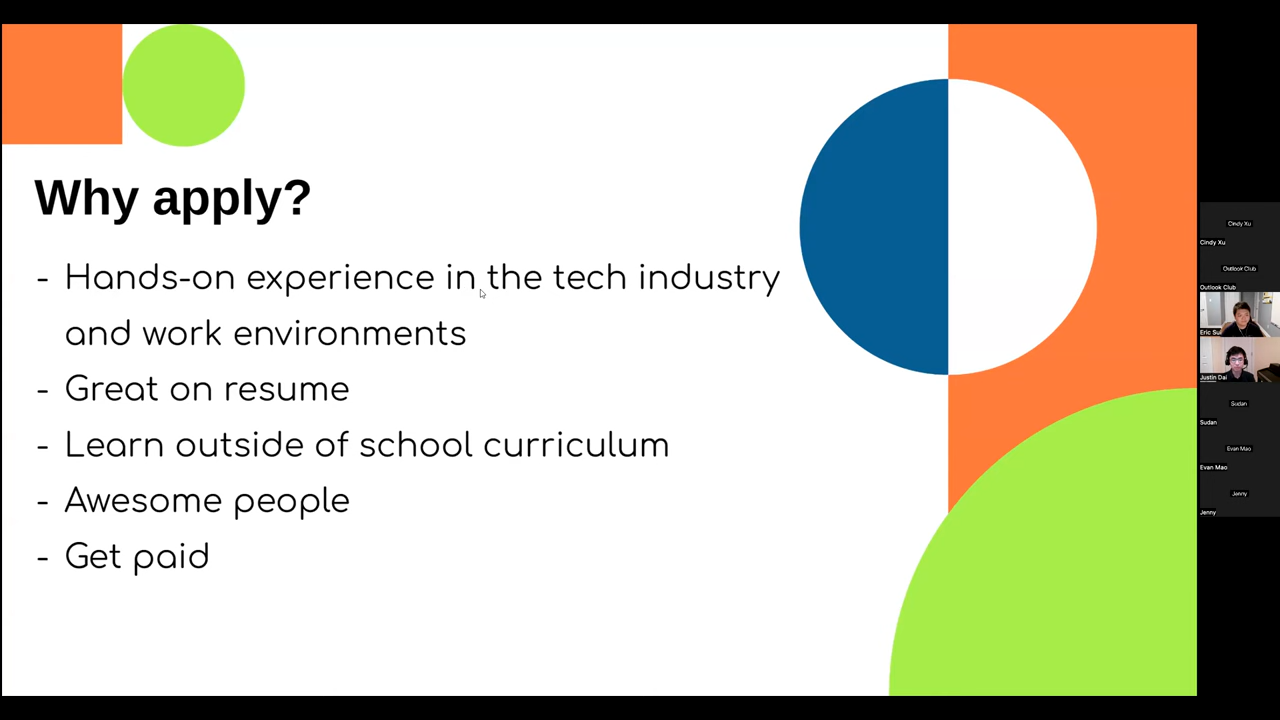 Why apply?
- Hands-on experience in the tech industry
and work environments
- Great on resume
- Learn outside of school curriculum
- Awesome people
- Get paid
Cindy Xu
Cindy Xu
Outlook Club
Outlook Club
Eric Sui
Justin Dai
Sudan
Sudan
Evan Mao
Evan Mao
Jenny
Jenny